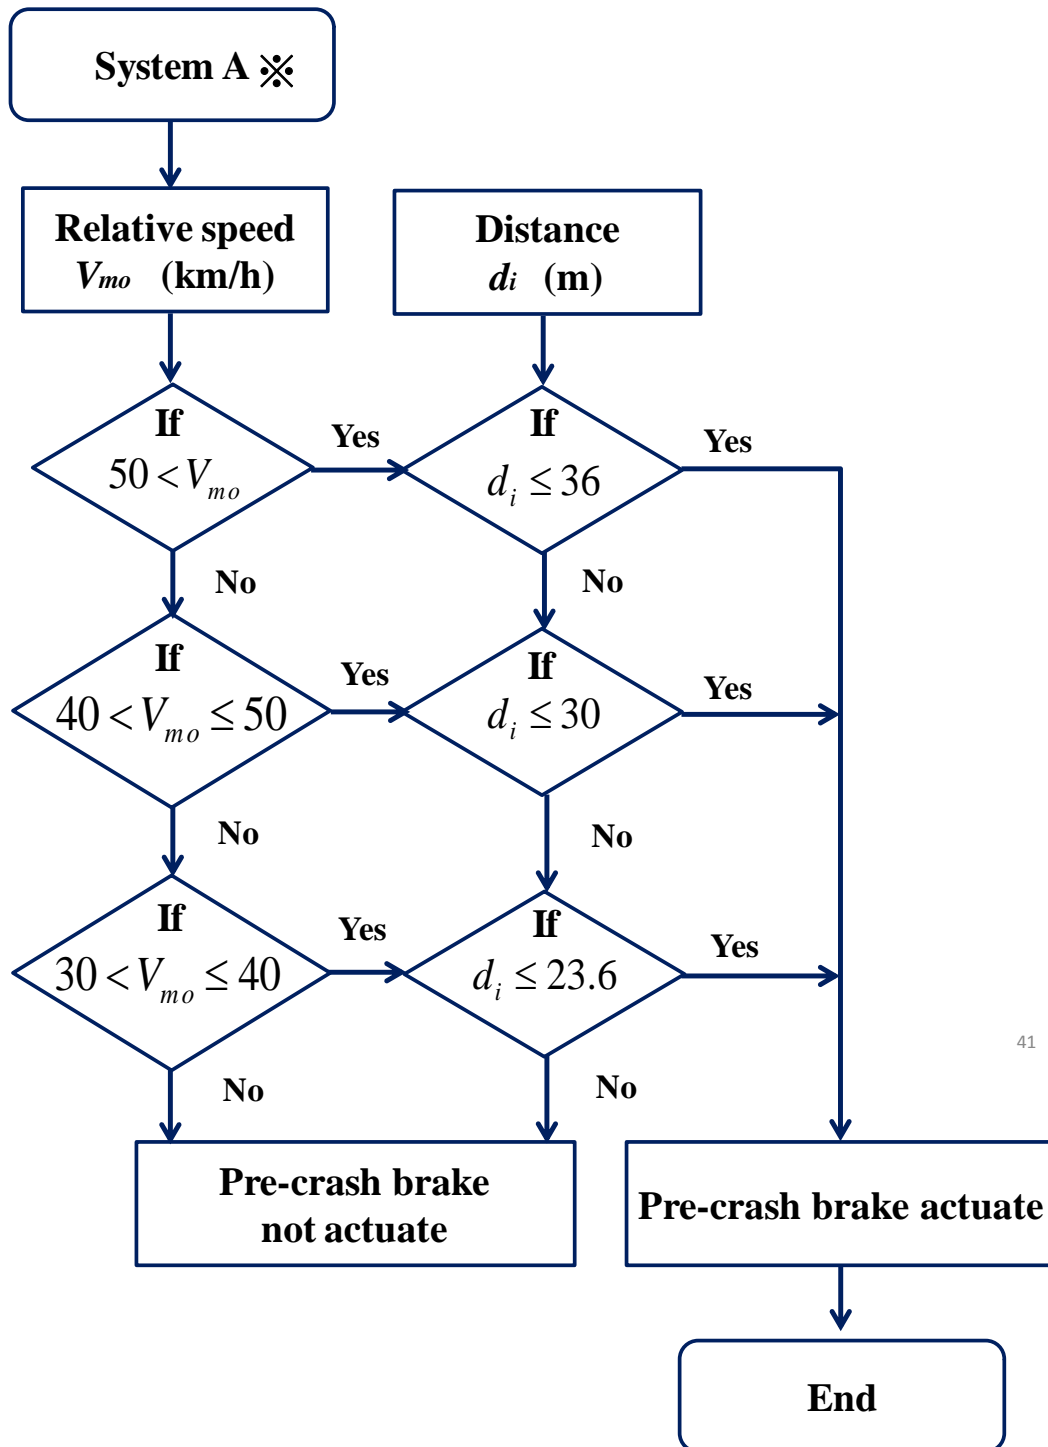 System A ※
Relative speed
Vmo (km/h)
Distance
di (m)
If
50 < Vmo
Yes
If
di ≤ 36
Yes
No
No
If
40 < Vmo ≤ 50
Yes
If
di ≤ 30
Yes
No
No
If
30 < Vmo ≤ 40
Yes
If
di ≤ 23.6
Yes
41
No
No
Pre-crash brake
not actuate
Pre-crash brake actuate
End